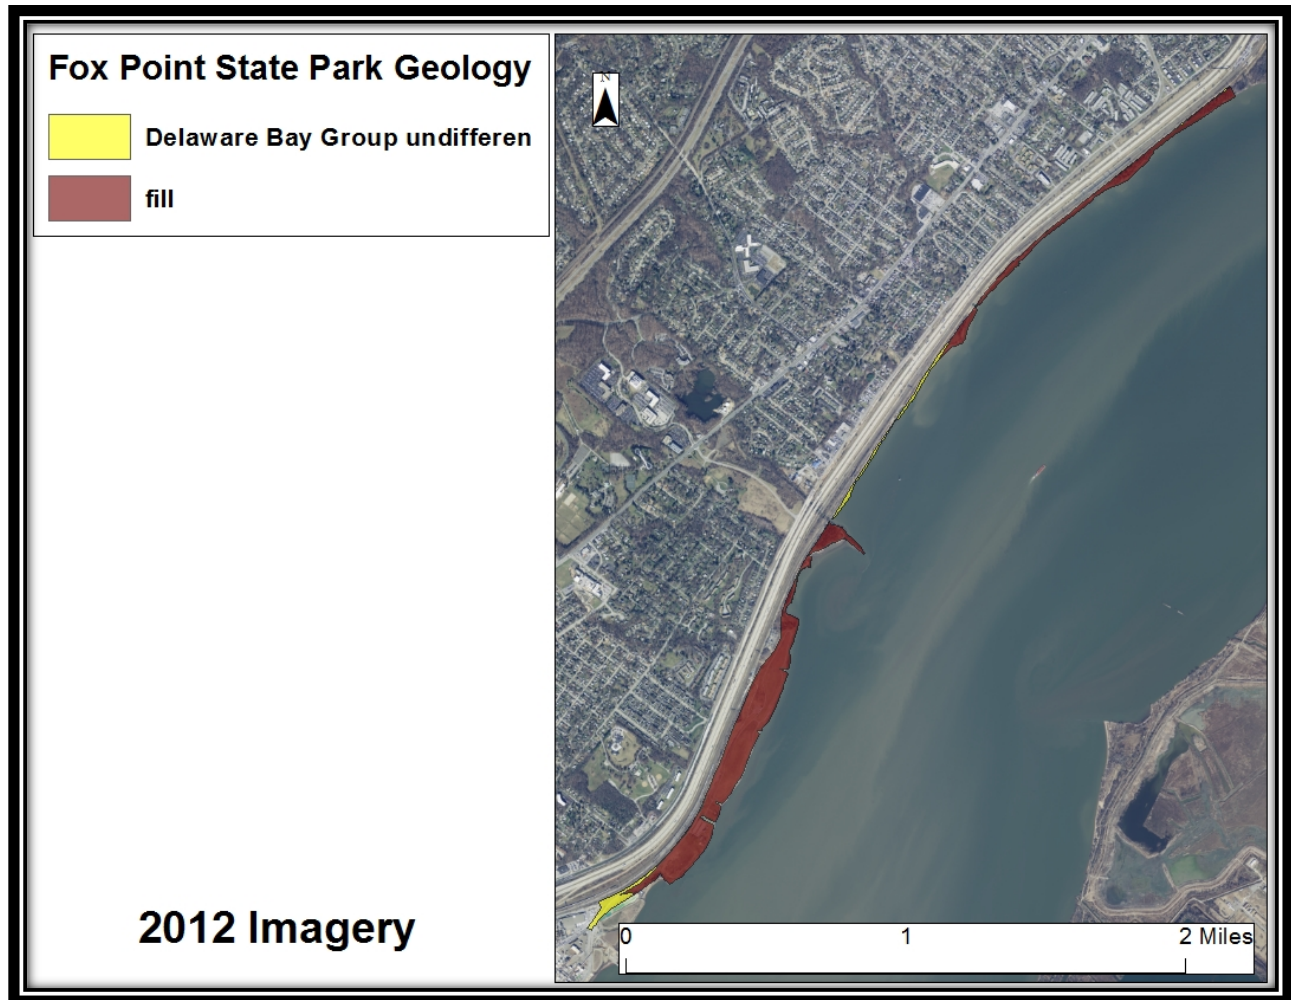 Fox Point State Park Geology
Delaware Bay Group undifferen
fill
N
2012 Imagery
0 1 2 Miles